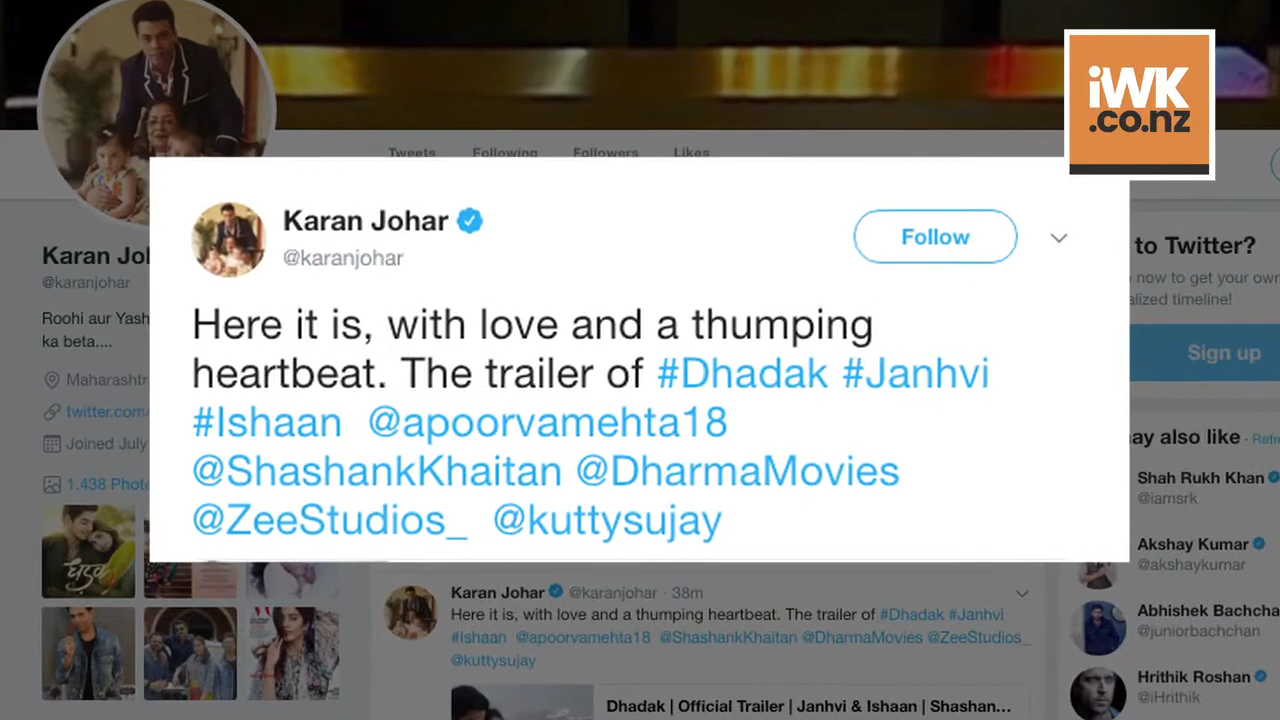 iWK
.co.nz
Tweets Following Followers Likes
Karan Johar
@karanjohar
Follow
Here it is, with love and a thumping
heartbeat. The trailer of #Dhadak #Janhvi
#Ishaan @apoorvamehta18
@ShashankKhaitan @DharmaMovies
@ZeeStudios_ @kuttysujay
Karan Joh
@karanjohar
Roohi aur Yash
ka beta....
Maharashtr
twitter.com/
Joined July
1.438 Photo
धड़क
Karan Johar @karanjohar · 38m
Here it is, with love and a thumping heartbeat. The trailer of #Dhadak #Janhvi
#Ishaan @apoorvamehta18 @ShashankKhaitan @DharmaMovies @ZeeStudios_
@kuttysujay
Dhadak | Official Trailer | Janhvi & Ishaan | Shashan...
to Twitter?
now to get your own
alized timeline!
Sign up
ay also like · Refre
Shah Rukh Khan
@iamsrk
Akshay Kumar
@akshaykumar
Abhishek Bachcha
@juniorbachchan
Hrithik Roshan
@iHrithik